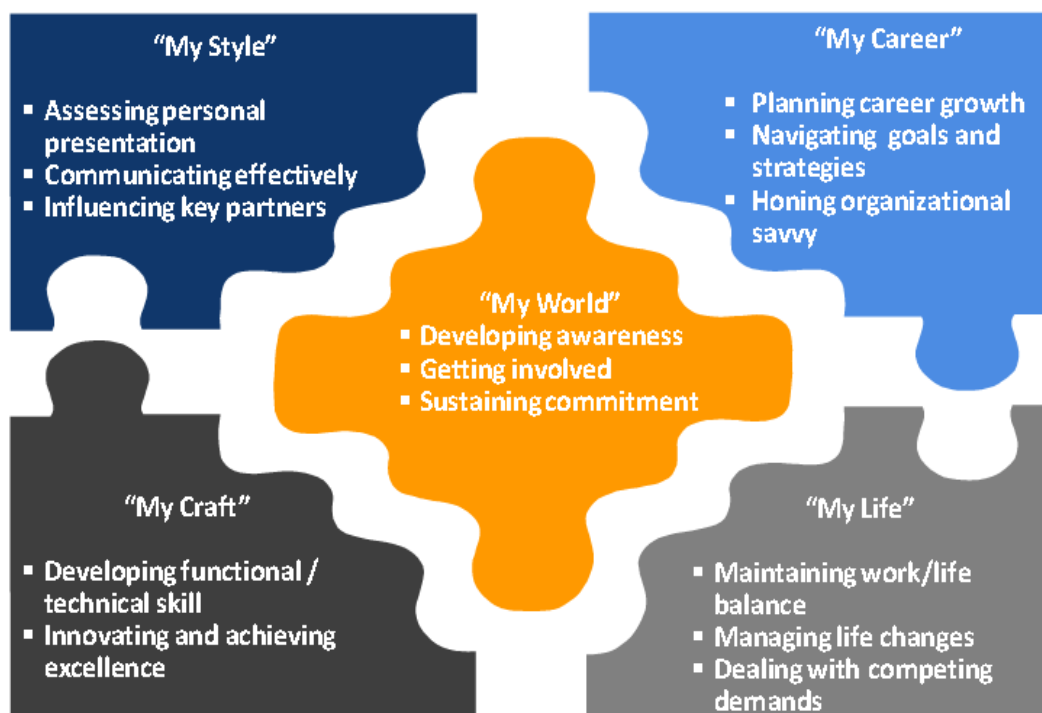 “My Style”
▪ Assessing personal
presentation
▪ Communicating effectively
▪ Influencing key partners
“My Career”
▪ Planning career growth
▪ Navigating goals and
strategies
▪ Honing organizational
savvy
“My World”
▪ Developing awareness
▪ Getting involved
▪ Sustaining commitment
“My Craft”
▪ Developing functional /
technical skill
▪ Innovating and achieving
excellence
“My Life”
▪ Maintaining work/life
balance
▪ Managing life changes
▪ Dealing with competing
demands